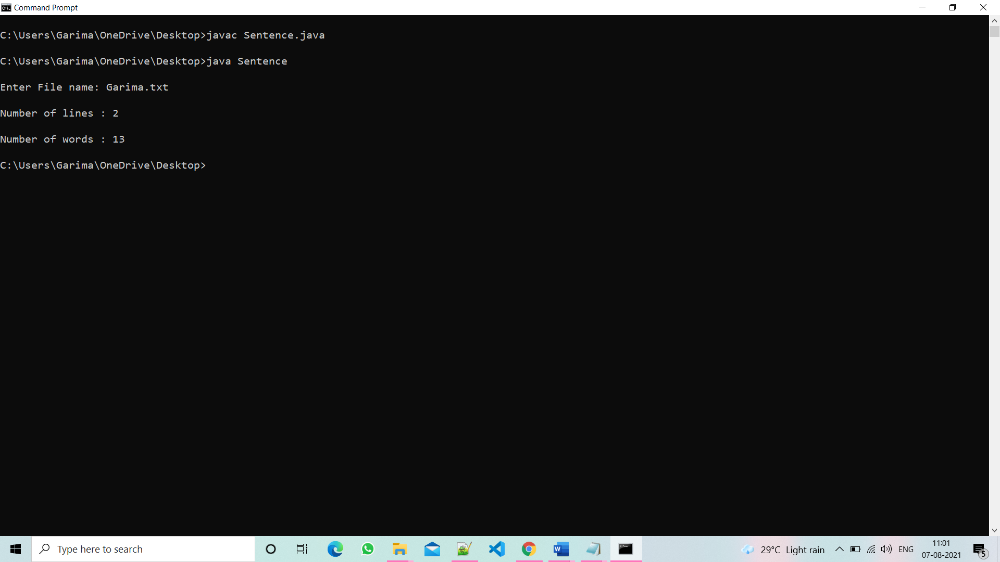 Command Prompt
C:\Users\Garima\OneDrive\Desktop>javac Sentence.java
C:\Users\Garima\OneDrive\Desktop>java Sentence
Enter File name: Garima.txt
Number of lines : 2
Number of words : 13
C:\Users\Garima\OneDrive\Desktop>
Type here to search
29°C Light rain
ENG
11:01
07-08-2021
5